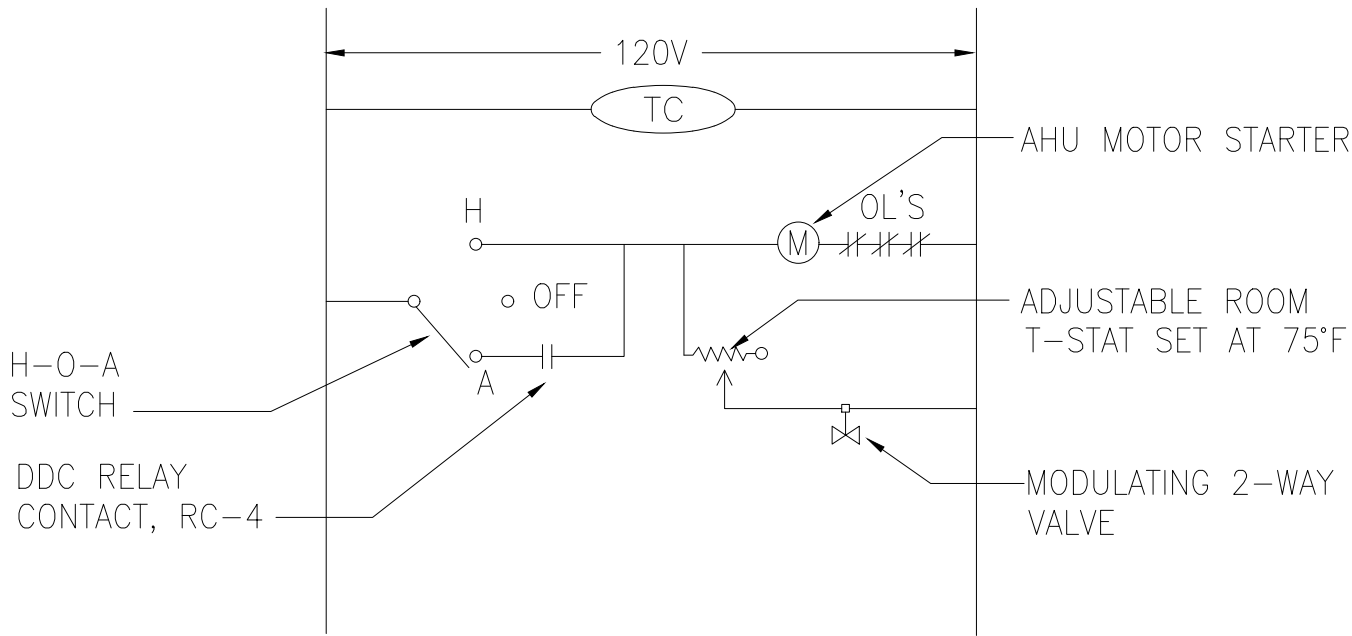 120V
TC
AHU MOTOR STARTER
H
OL'S
M
OFF
ADJUSTABLE ROOM
T-STAT SET AT 75°F
H-O-A
SWITCH
A
DDC RELAY
CONTACT, RC-4
MODULATING 2-WAY
VALVE